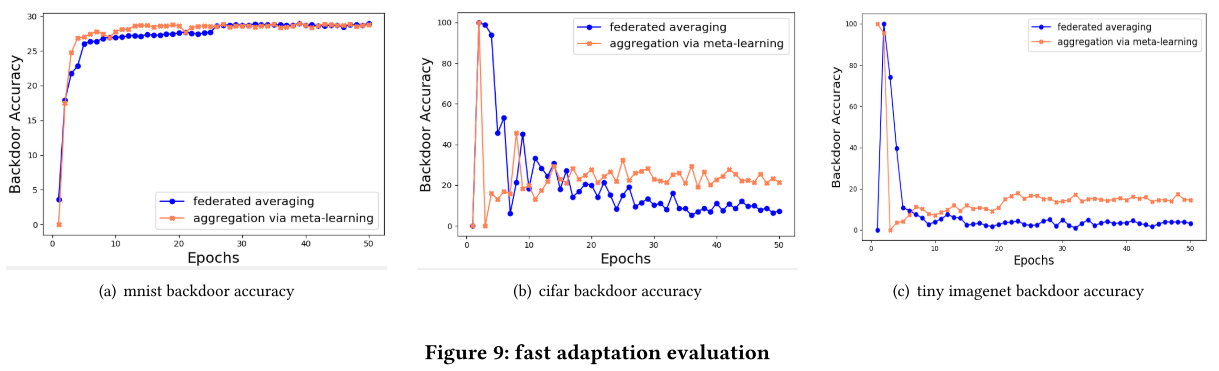 30
25
20
15
10
5
0
0 10 20 30 40 50
Backdoor Accuracy
Epochs
federated averaging
aggregation via meta-learning
(a) mnist backdoor accuracy
100
80
60
40
20
0
0 10 20 30 40 50
Backdoor Accuracy
Epochs
federated averaging
aggregation via meta-learning
(b) cifar backdoor accuracy
100
80
60
40
20
0
0 10 20 30 40 50
Backdoor Accuracy
Epochs
federated averaging
aggregation via meta-learning
(c) tiny imagenet backdoor accuracy
Figure 9: fast adaptation evaluation